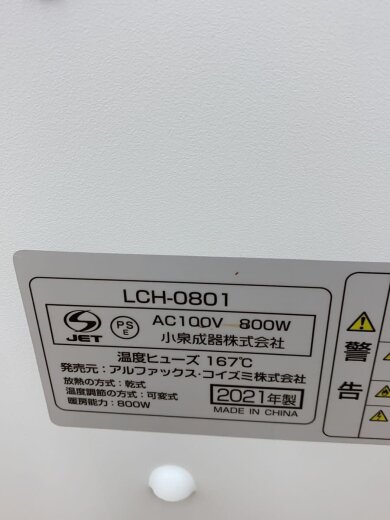 LCH-0801
JET
PS
E
AC100V 800W
小泉成器株式会社
温度ヒューズ 167℃
発売元：アルファックス・コイズミ株式会社
放熱の方式：乾式
温度調節の方式：可変式
暖房能力：800W
2021年製
MADE IN CHINA
警
告